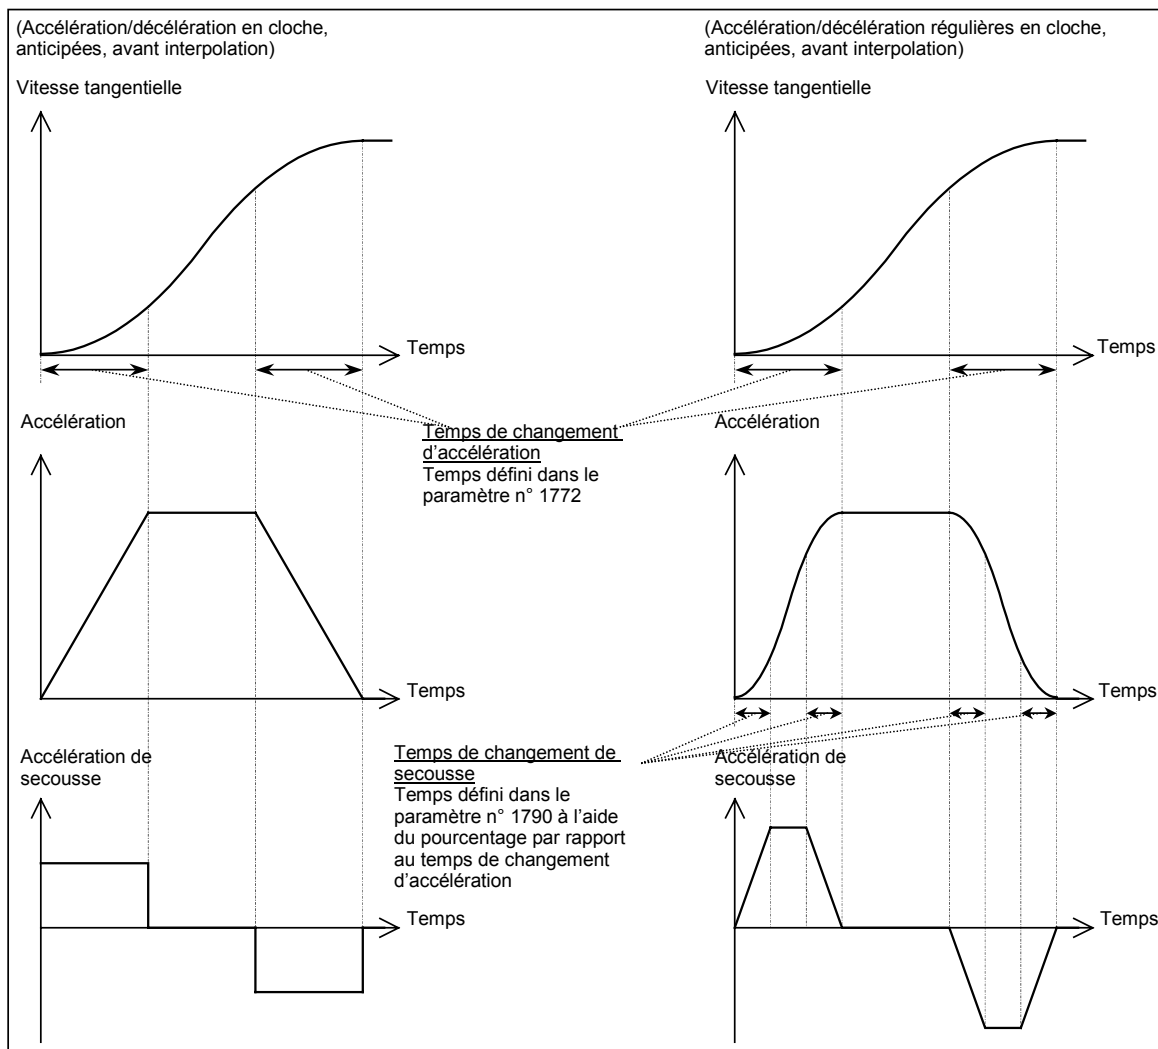 (Accélération/décélération en cloche,
anticipées, avant interpolation)
Vitesse tangentielle
Temps
(Accélération/décélération régulières en cloche,
anticipées, avant interpolation)
Vitesse tangentielle
Temps
Accélération
Temps de changement
d’accélération
Temps défini dans le
paramètre n° 1772
Accélération
Temps
Temps
Accélération de
secousse
Temps de changement de
secousse
Temps défini dans le
paramètre n° 1790 à l’aide
du pourcentage par rapport
au temps de changement
d’accélération
Accélération de
secousse
Temps
Temps